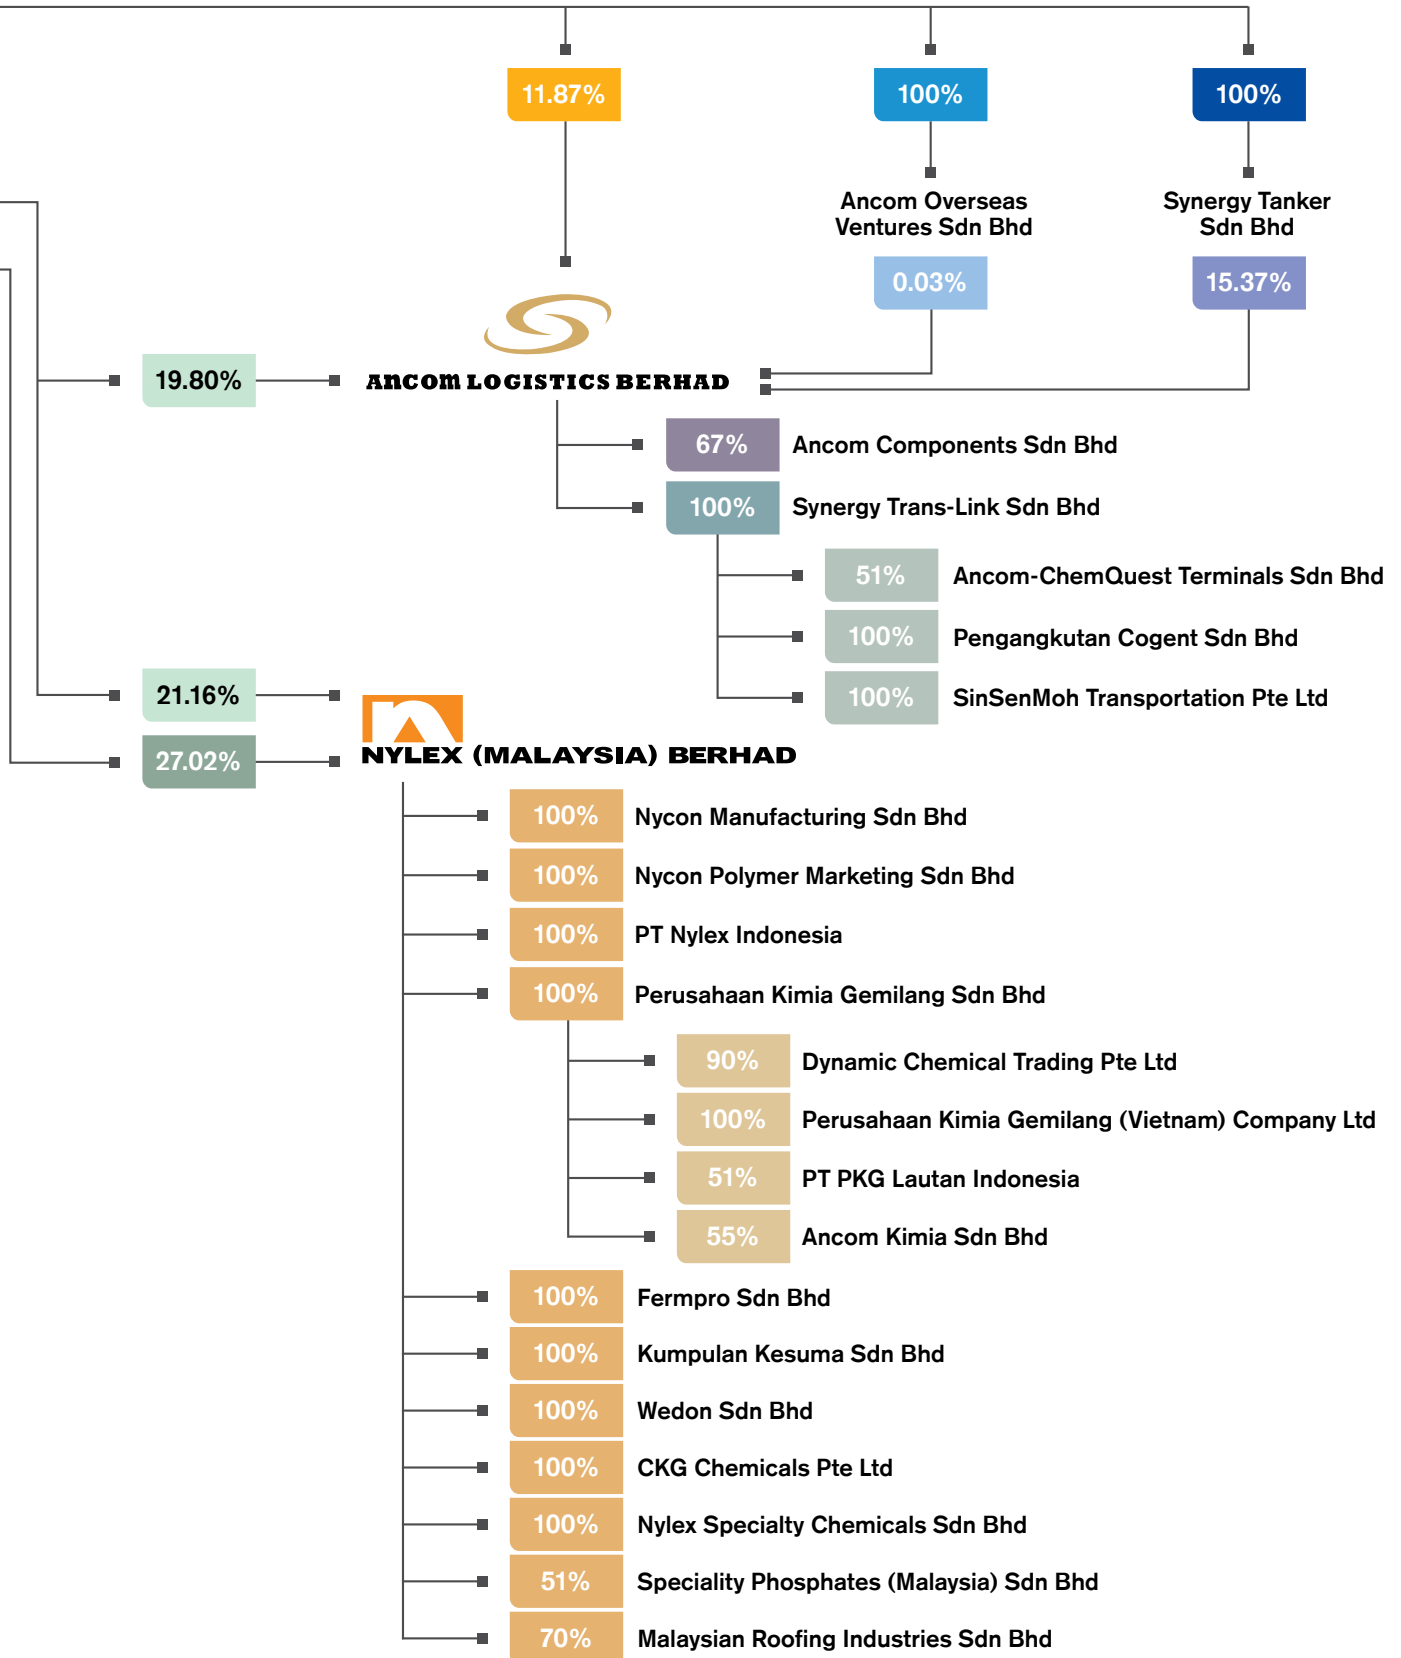 11.87%
100%
100%
Ancom Overseas
Ventures Sdn Bhd
Synergy Tanker
Sdn Bhd
0.03%
15.37%
19.80%
ANCOM LOGISTICS BERHAD
67%
Ancom Components Sdn Bhd
100%
Synergy Trans-Link Sdn Bhd
51%
Ancom-ChemQuest Terminals Sdn Bhd
100%
Pengangkutan Cogent Sdn Bhd
100%
SinSenMoh Transportation Pte Ltd
21.16%
27.02%
NYLEX (MALAYSIA) BERHAD
100%
Nycon Manufacturing Sdn Bhd
100%
Nycon Polymer Marketing Sdn Bhd
100%
PT Nylex Indonesia
100%
Perusahaan Kimia Gemilang Sdn Bhd
90%
Dynamic Chemical Trading Pte Ltd
100%
Perusahaan Kimia Gemilang (Vietnam) Company Ltd
51%
PT PKG Lautan Indonesia
55%
Ancom Kimia Sdn Bhd
100%
Fermpro Sdn Bhd
100%
Kumpulan Kesuma Sdn Bhd
100%
Wedon Sdn Bhd
100%
CKG Chemicals Pte Ltd
100%
Nylex Specialty Chemicals Sdn Bhd
51%
Speciality Phosphates (Malaysia) Sdn Bhd
70%
Malaysian Roofing Industries Sdn Bhd